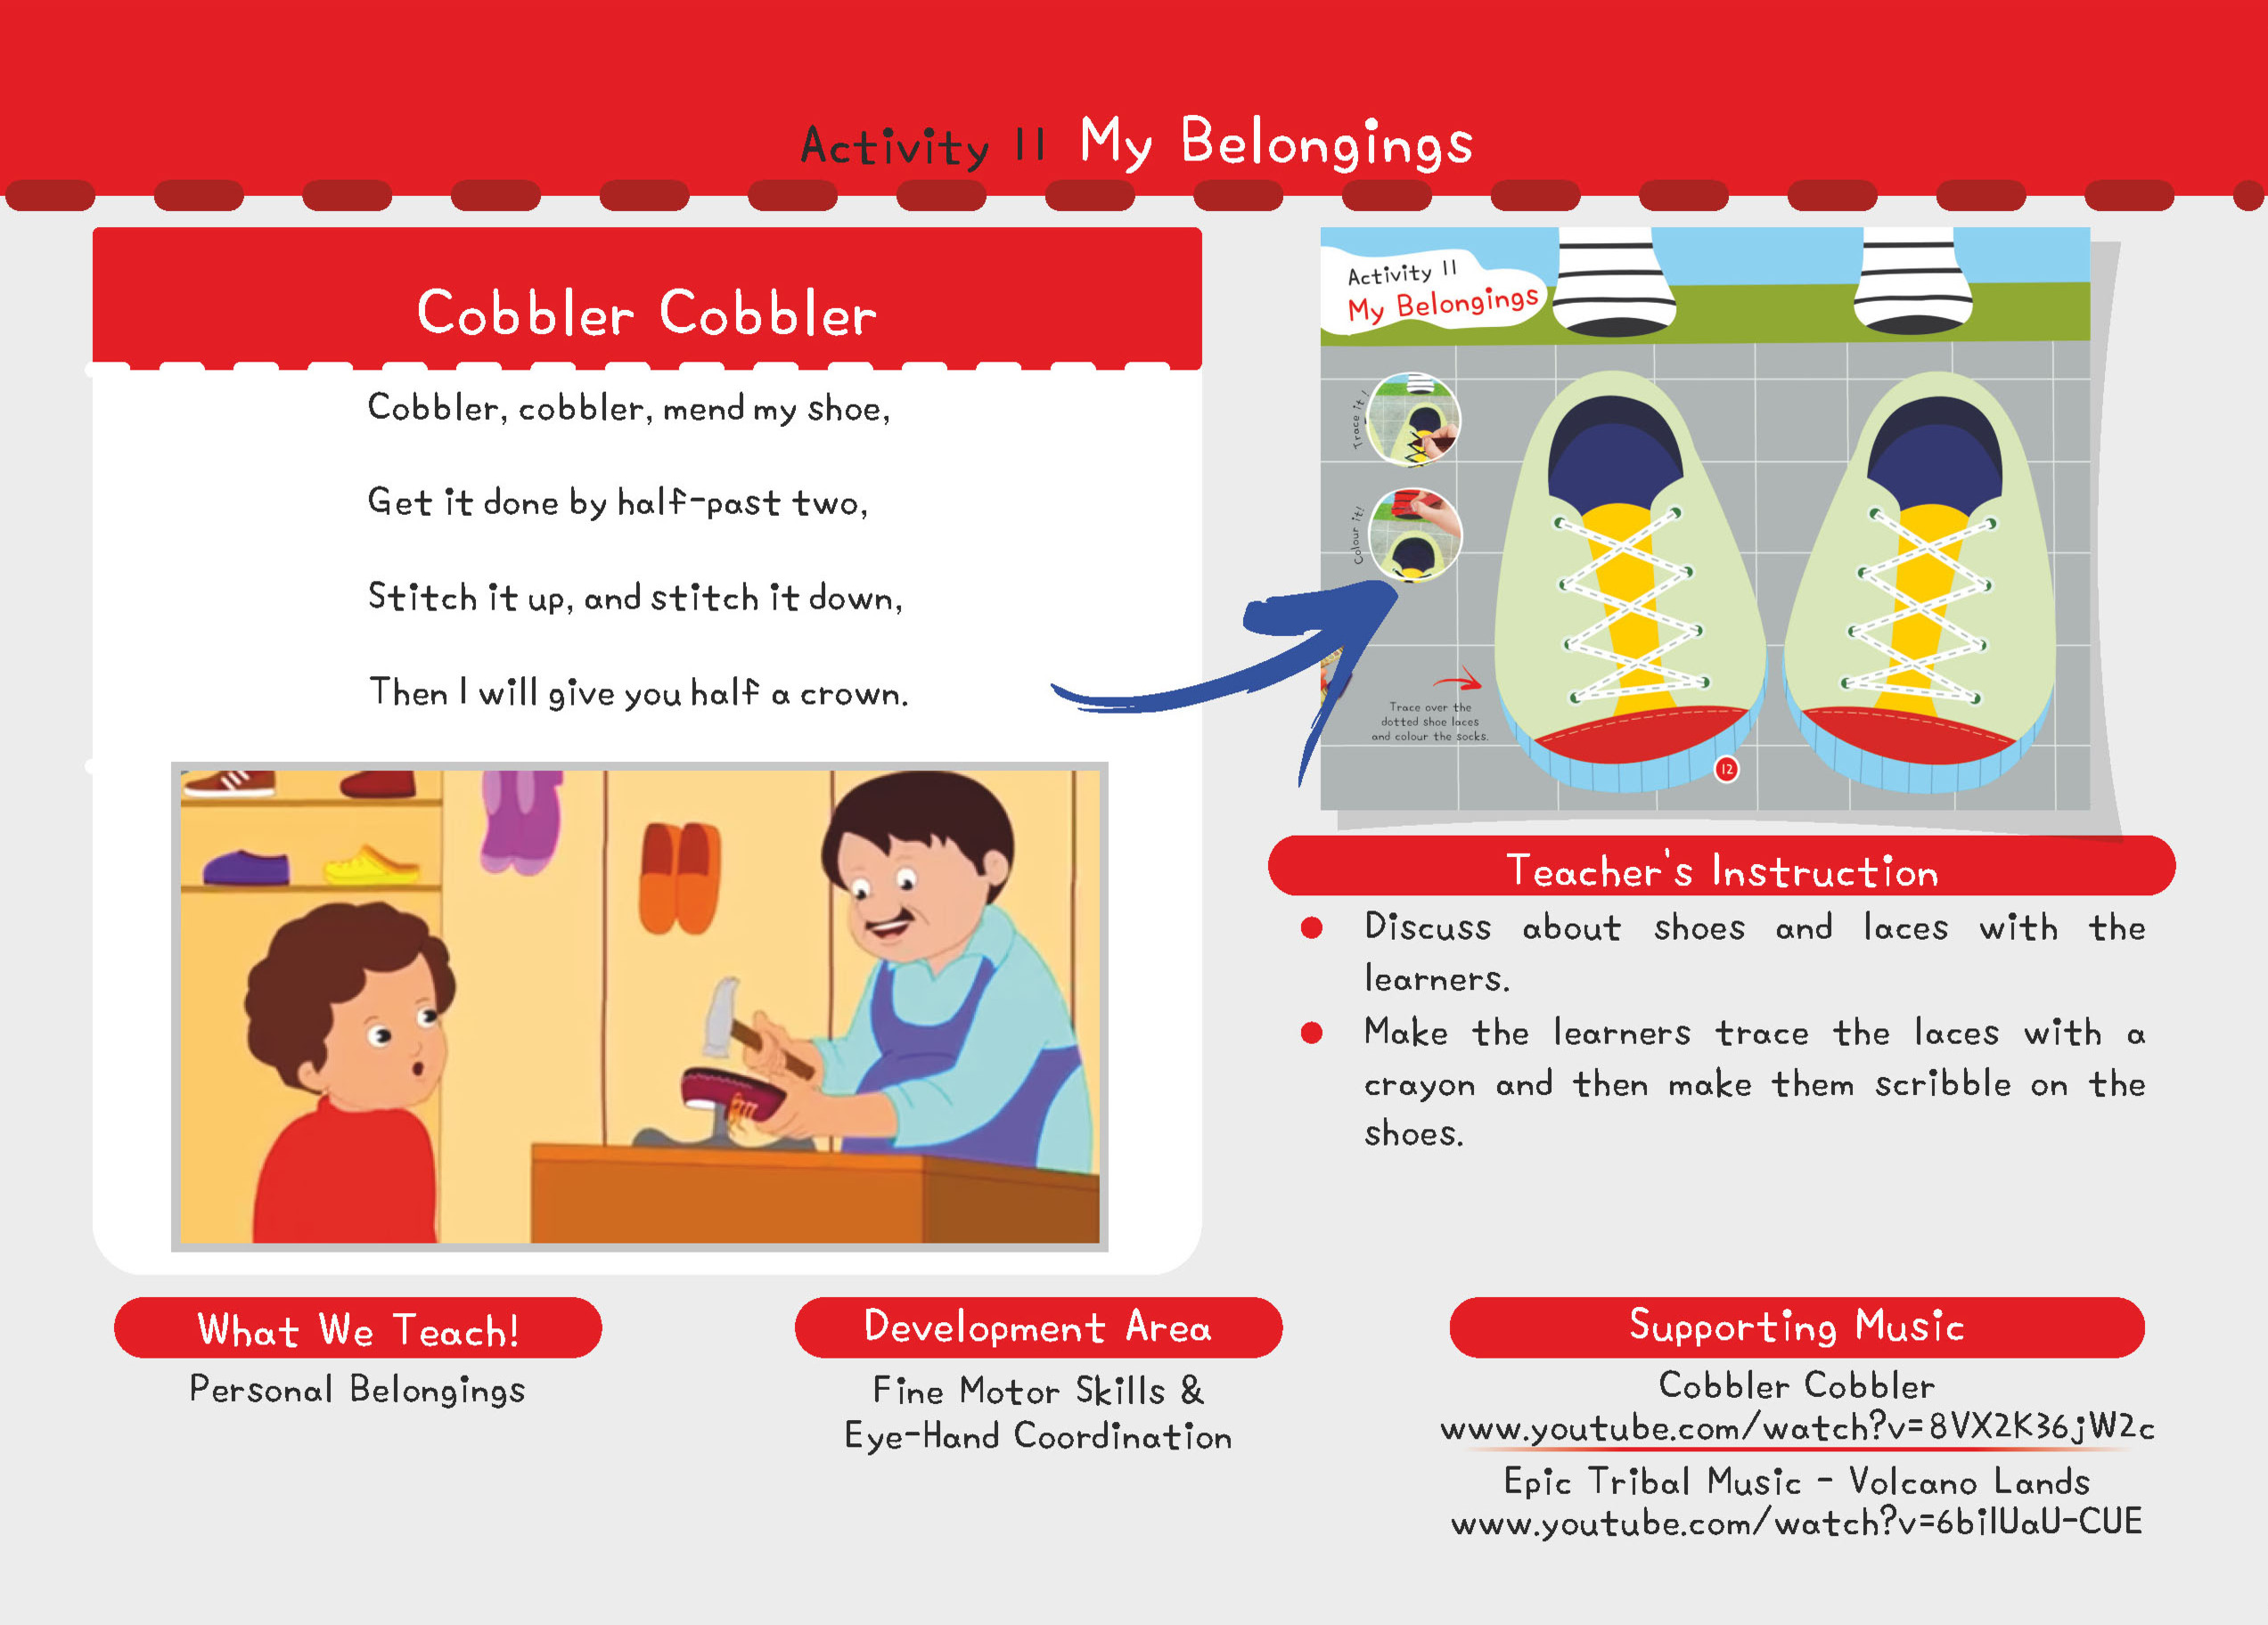 Activity 11 My Belongings
Cobbler Cobbler
Cobbler, cobbler, mend my shoe,
Get it done by half-past two,
Stitch it up, and stitch it down,
Then I will give you half a crown.
Activity 11
My Belongings
Trace it !
Colour it!
Trace over the
dotted shoe laces
and colour the socks.
12
Teacher's Instruction
Discuss about shoes and laces with the
learners.
Make the learners trace the laces with a
crayon and then make them scribble on the
shoes.
What We Teach!
Personal Belongings
Development Area
Fine Motor Skills &
Eye-Hand Coordination
Supporting Music
Cobbler Cobbler
www.youtube.com/watch?v=8VX2K36jW2c
Epic Tribal Music - Volcano Lands
www.youtube.com/watch?v=6bilUaU-CUE